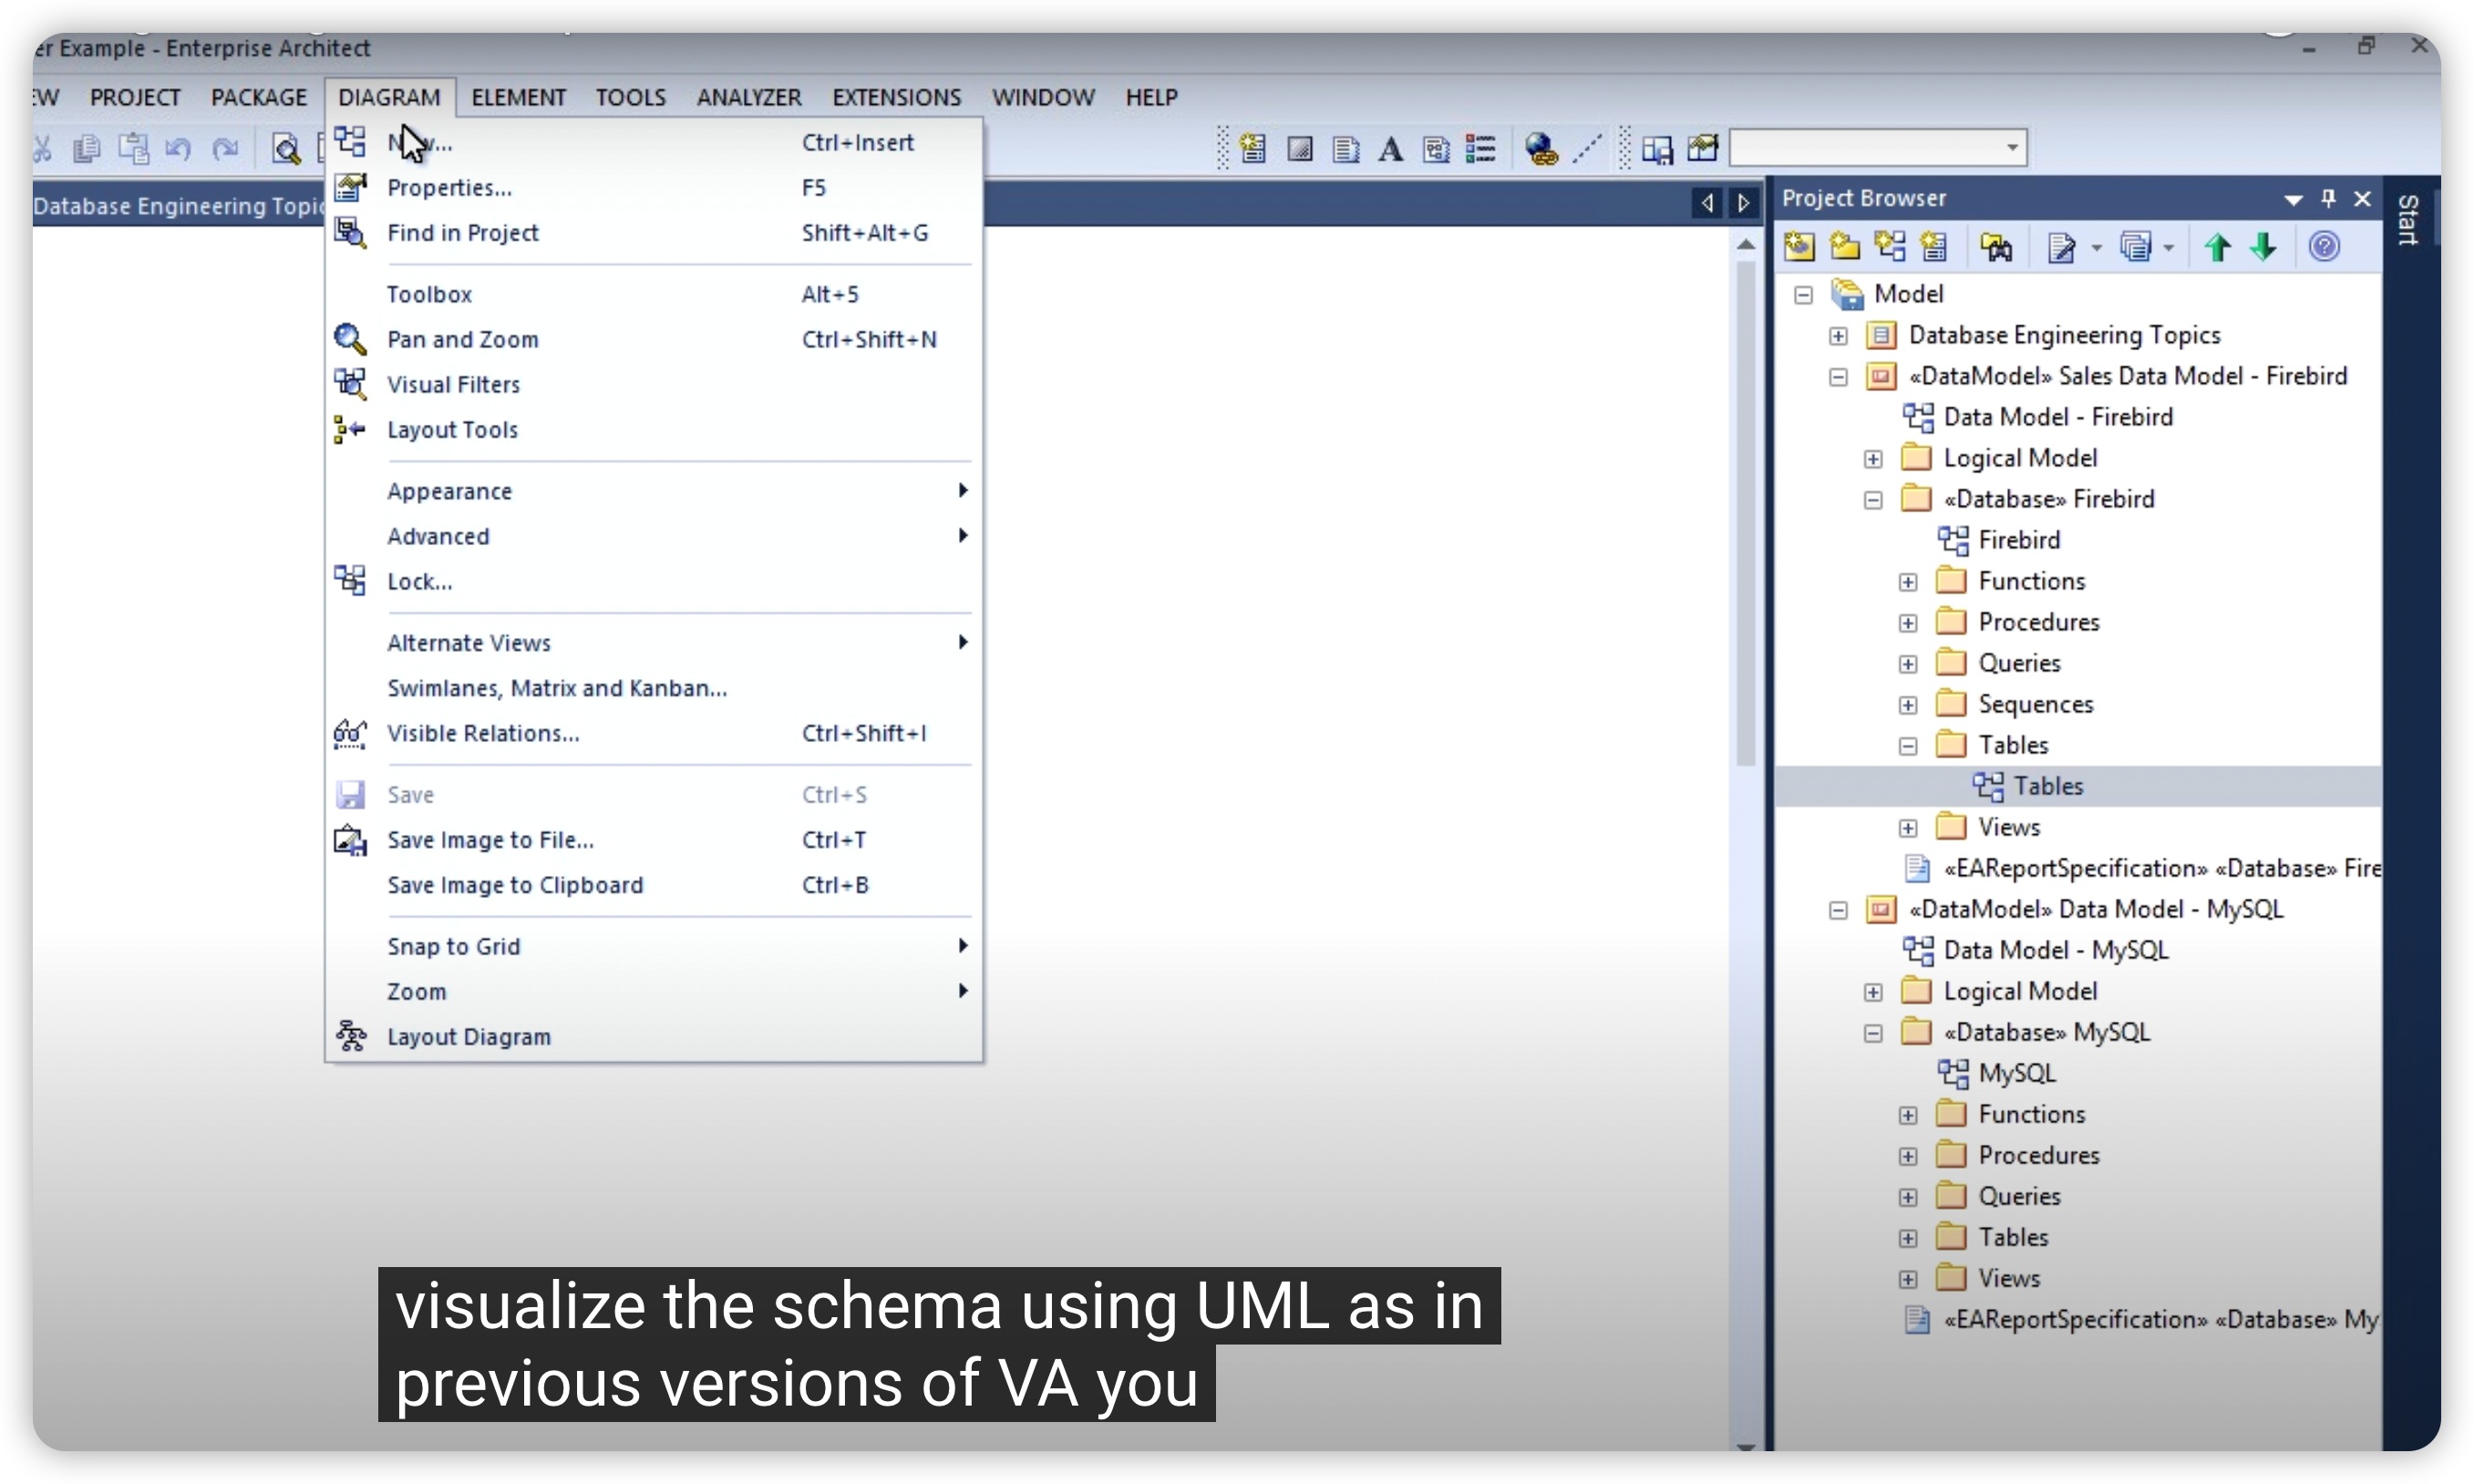 er Example - Enterprise Architect
EW PROJECT PACKAGE DIAGRAM ELEMENT TOOLS ANALYZER EXTENSIONS WINDOW HELP
Database Engineering Topic
New... Ctrl+Insert
Properties... F5
Find in Project Shift+Alt+G
Toolbox Alt+5
Pan and Zoom Ctrl+Shift+N
Visual Filters
Layout Tools
Appearance
Advanced
Lock...
Alternate Views
Swimlanes, Matrix and Kanban...
Visible Relations... Ctrl+Shift+I
Save Ctrl+S
Save Image to File... Ctrl+T
Save Image to Clipboard Ctrl+B
Snap to Grid
Zoom
Layout Diagram
Project Browser
Start
Model
Database Engineering Topics
«DataModel» Sales Data Model - Firebird
Data Model - Firebird
Logical Model
«Database» Firebird
Firebird
Functions
Procedures
Queries
Sequences
Tables
Tables
Views
«EAReportSpecification» «Database» Fire
«DataModel» Data Model - MySQL
Data Model - MySQL
Logical Model
«Database» MySQL
MySQL
Functions
Procedures
Queries
Tables
Views
«EAReportSpecification» «Database» My
visualize the schema using UML as in
previous versions of VA you